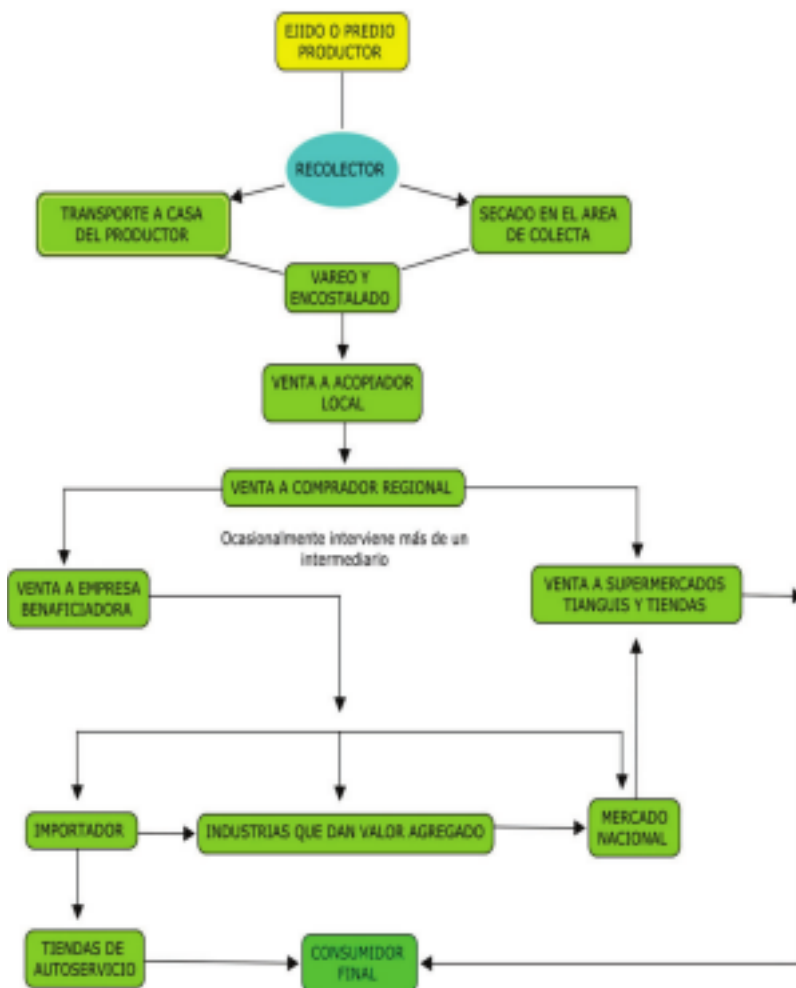 EJIDO O PREDIO
PRODUCTOR
RECOLECTOR
TRANSPORTE A CASA
DEL PRODUCTOR
SECADO EN EL AREA
DE COLECTA
VAREO Y
ENCOSTALADO
VENTA A ACOPIADOR
LOCAL
VENTA A COMPRADOR REGIONAL
Ocasionalmente interviene más de un
intermediario
VENTA A EMPRESA
BENAFICIADORA
VENTA A SUPERMERCADOS
TIANGUIS Y TIENDAS
IMPORTADOR
INDUSTRIAS QUE DAN VALOR AGREGADO
MERCADO
NACIONAL
TIENDAS DE
AUTOSERVICIO
CONSUMIDOR
FINAL